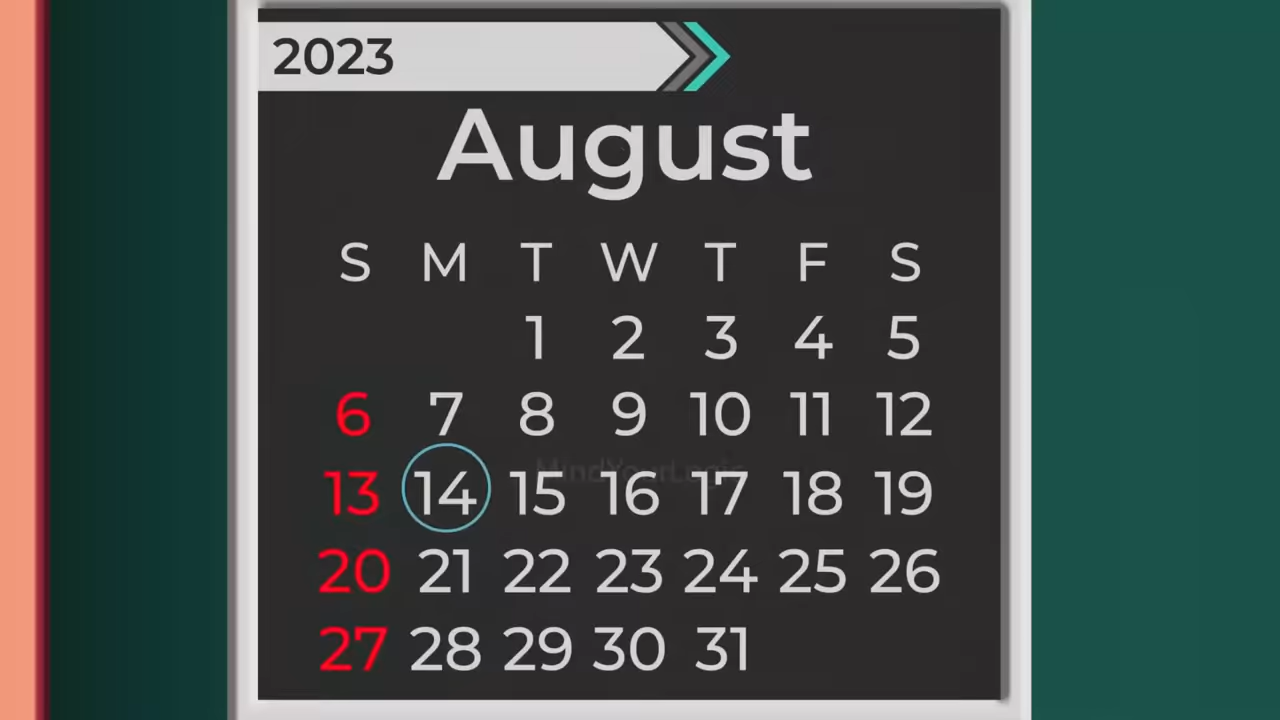 2023
August
S M T W T F S
1 2 3 4 5
6 7 8 9 10 11 12
MindYourLogic
13 14 15 16 17 18 19
20 21 22 23 24 25 26
27 28 29 30 31